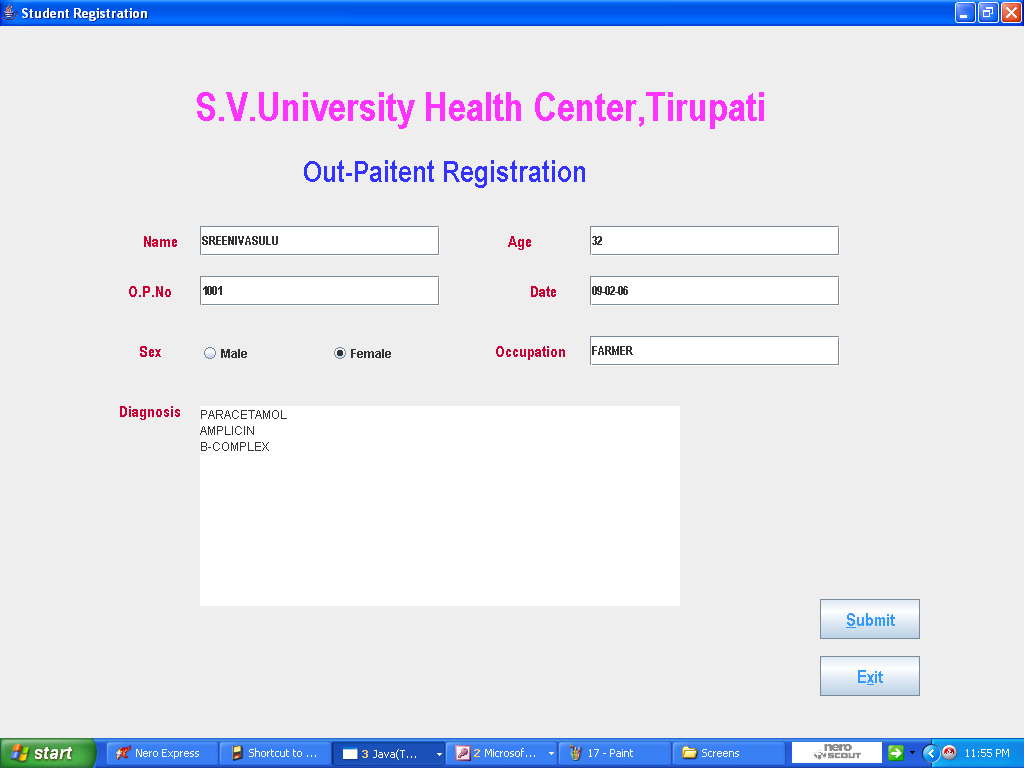 Student Registration
S.V.University Health Center,Tirupati
Out-Paitent Registration
Name SREENIVASULU Age 32
O.P.No 1001 Date 09-02-06
Sex Male Female Occupation FARMER
Diagnosis PARACETAMOL
AMPLICIN
B-COMPLEX
Submit
Exit
start Nero Express Shortcut to ... 3 Java(T... 2 Microsof... 17 - Paint Screens nero SCOUT 11:55 PM